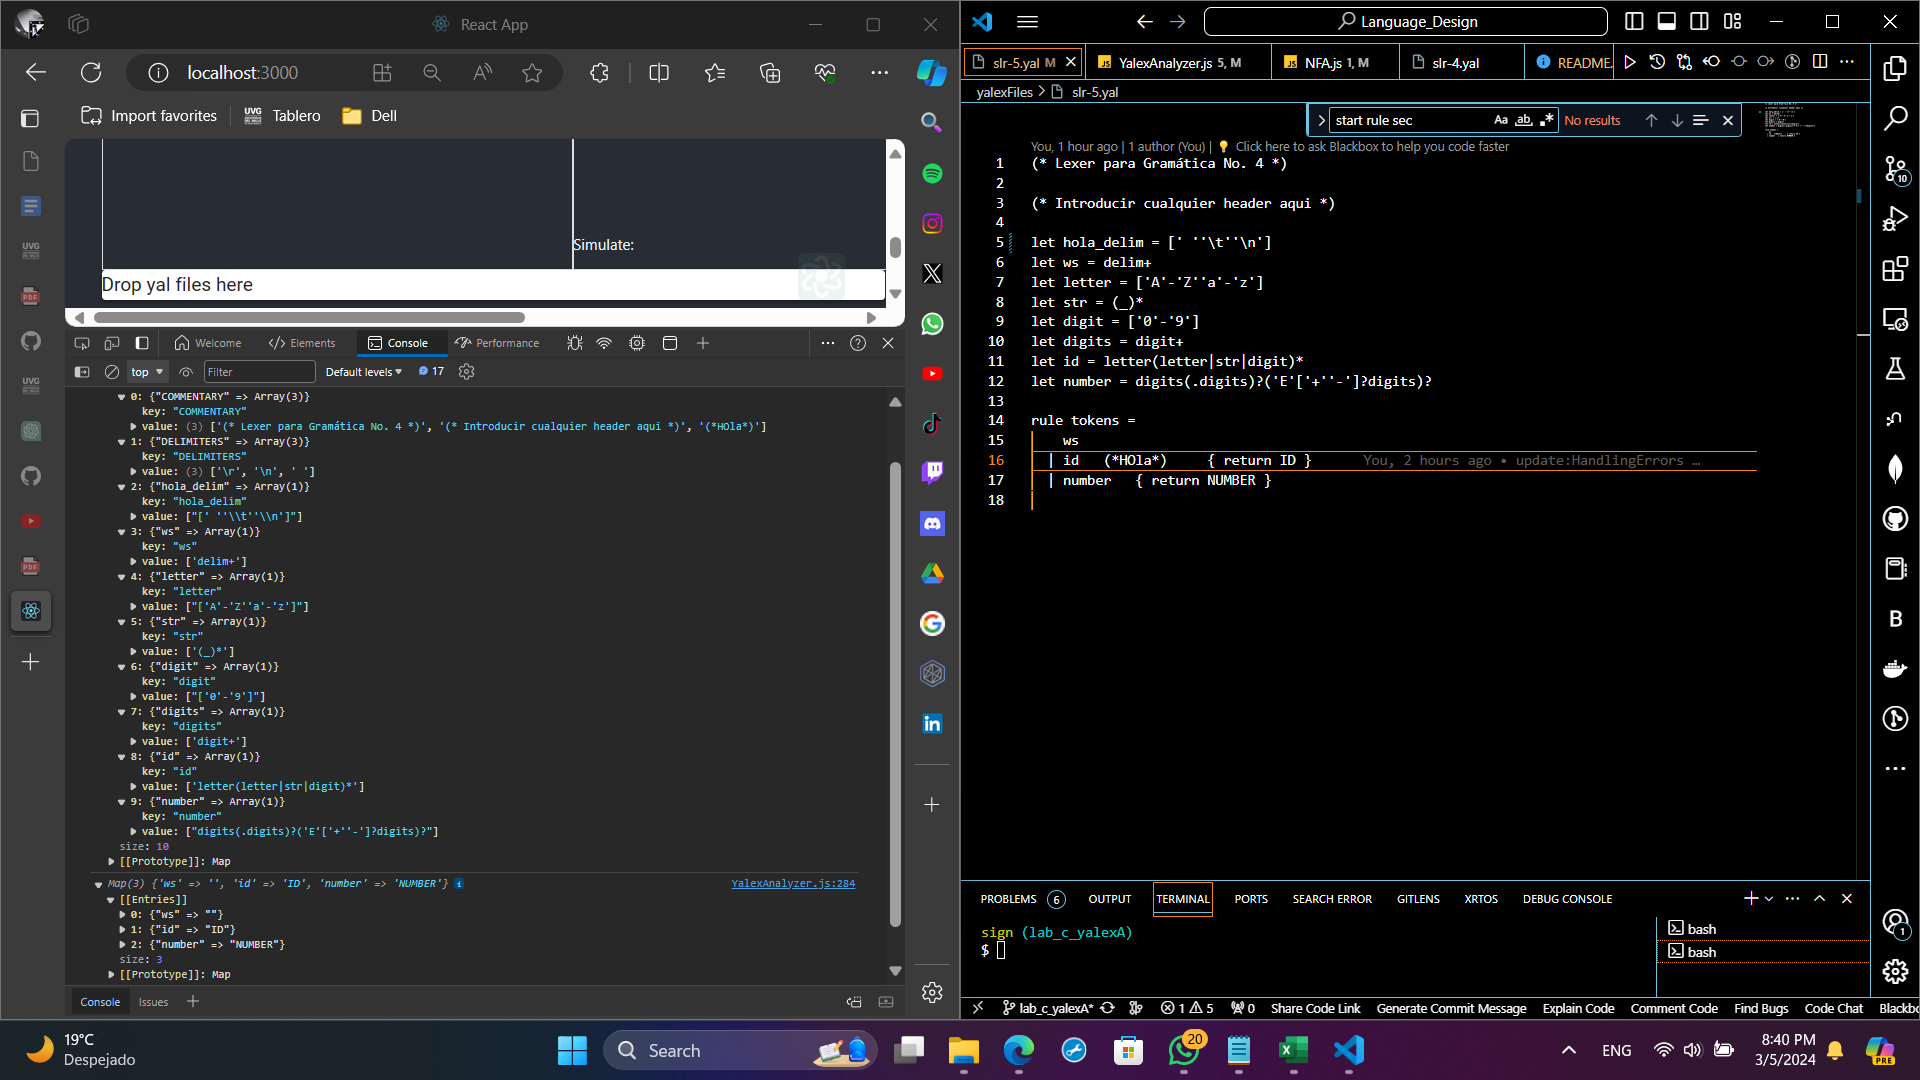 React App
localhost:3000
Import favorites
UVG Tablero
Dell
Simulate:
Drop yal files here
Welcome
Elements
Console
Performance
top
Filter
Default levels
17
0: {"COMMENTARY" => Array(3)}
key: "COMMENTARY"
value: (3) ['(* Lexer para Gramática No. 4 *)', '(* Introducir cualquier header aqui *)', '(*HOla*)']
1: {"DELIMITERS" => Array(3)}
key: "DELIMITERS"
value: (3) ['\r', '\n', ' ']
2: {"hola_delim" => Array(1)}
key: "hola_delim"
value: ["[' ''\\t''\\n']"]
3: {"ws" => Array(1)}
key: "ws"
value: ['delim+']
4: {"letter" => Array(1)}
key: "letter"
value: ["['A'-'Z''a'-'z']"]
5: {"str" => Array(1)}
key: "str"
value: ['(_)*']
6: {"digit" => Array(1)}
key: "digit"
value: ["['0'-'9']"]
7: {"digits" => Array(1)}
key: "digits"
value: ['digit+']
8: {"id" => Array(1)}
key: "id"
value: ['letter(letter|str|digit)*']
9: {"number" => Array(1)}
key: "number"
value: ["digits(.digits)?('E'['+''-']?digits)?"]
size: 10
[[Prototype]]: Map
Map(3) {'ws' => '', 'id' => 'ID', 'number' => 'NUMBER'} YalexAnalyzer.js:284
[[Entries]]
0: {"ws" => ""}
1: {"id" => "ID"}
2: {"number" => "NUMBER"}
size: 3
[[Prototype]]: Map
Console
Issues
Language_Design
slr-5.yal M
YalexAnalyzer.js 5, M
NFA.js 1, M
slr-4.yal
README.
yalexFiles > slr-5.yal
start rule sec
Aa
ab
No results
You, 1 hour ago | 1 author (You) | Click here to ask Blackbox to help you code faster
1 (* Lexer para Gramática No. 4 *)
2
3 (* Introducir cualquier header aqui *)
4
5 let hola_delim = [' ''\t''\n']
6 let ws = delim+
7 let letter = ['A'-'Z''a'-'z']
8 let str = (_)*
9 let digit = ['0'-'9']
10 let digits = digit+
11 let id = letter(letter|str|digit)*
12 let number = digits(.digits)?('E'['+''-']?digits)?
13
14 rule tokens =
15 ws
16 | id (*HOla*) { return ID } You, 2 hours ago • update:HandlingErrors …
17 | number { return NUMBER }
18
PROBLEMS 6
OUTPUT
TERMINAL
PORTS
SEARCH ERROR
GITLENS
XRTOS
DEBUG CONSOLE
sign (lab_c_yalexA)
$
bash
bash
lab_c_yalexA*
1
5
0
Share Code Link
Generate Commit Message
Explain Code
Comment Code
Find Bugs
Code Chat
Blackbo
10
B
1
19°C
Despejado
Search
20
ENG
8:40 PM
3/5/2024
PRE